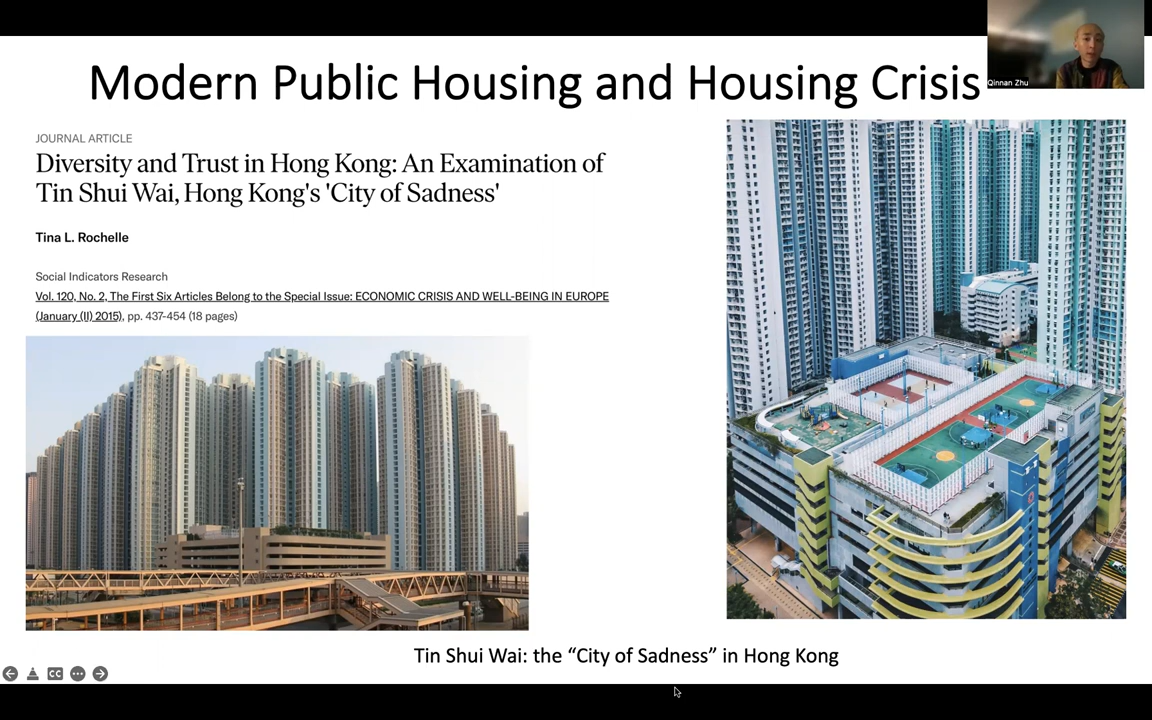 Modern Public Housing and Housing Crisis
Qinnan Zhu
JOURNAL ARTICLE
Diversity and Trust in Hong Kong: An Examination of
Tin Shui Wai, Hong Kong's 'City of Sadness'
Tina L. Rochelle
Social Indicators Research
Vol. 120, No. 2, The First Six Articles Belong to the Special Issue: ECONOMIC CRISIS AND WELL-BEING IN EUROPE
(January (II) 2015), pp. 437-454 (18 pages)
Tin Shui Wai: the “City of Sadness” in Hong Kong
CC